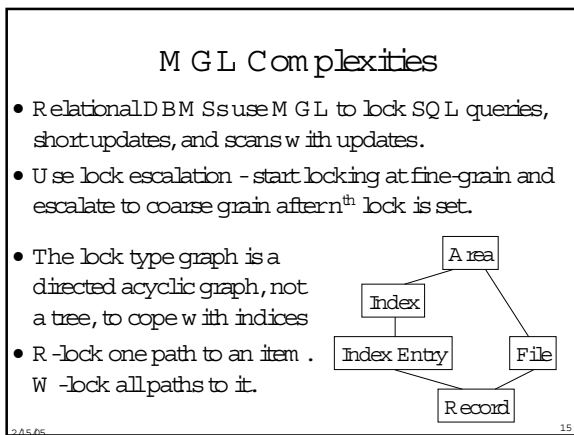 MGL Complexities
• Relational DBMSs use MGL to lock SQL queries,
short updates, and scans with updates.
• Use lock escalation - start locking at fine-grain and
escalate to coarse grain after nth lock is set.
• The lock type graph is a
directed acyclic graph, not
a tree, to cope with indices
• R-lock one path to an item.
W-lock all paths to it.
Area
Index
Index Entry
File
Record
2/15/05
15